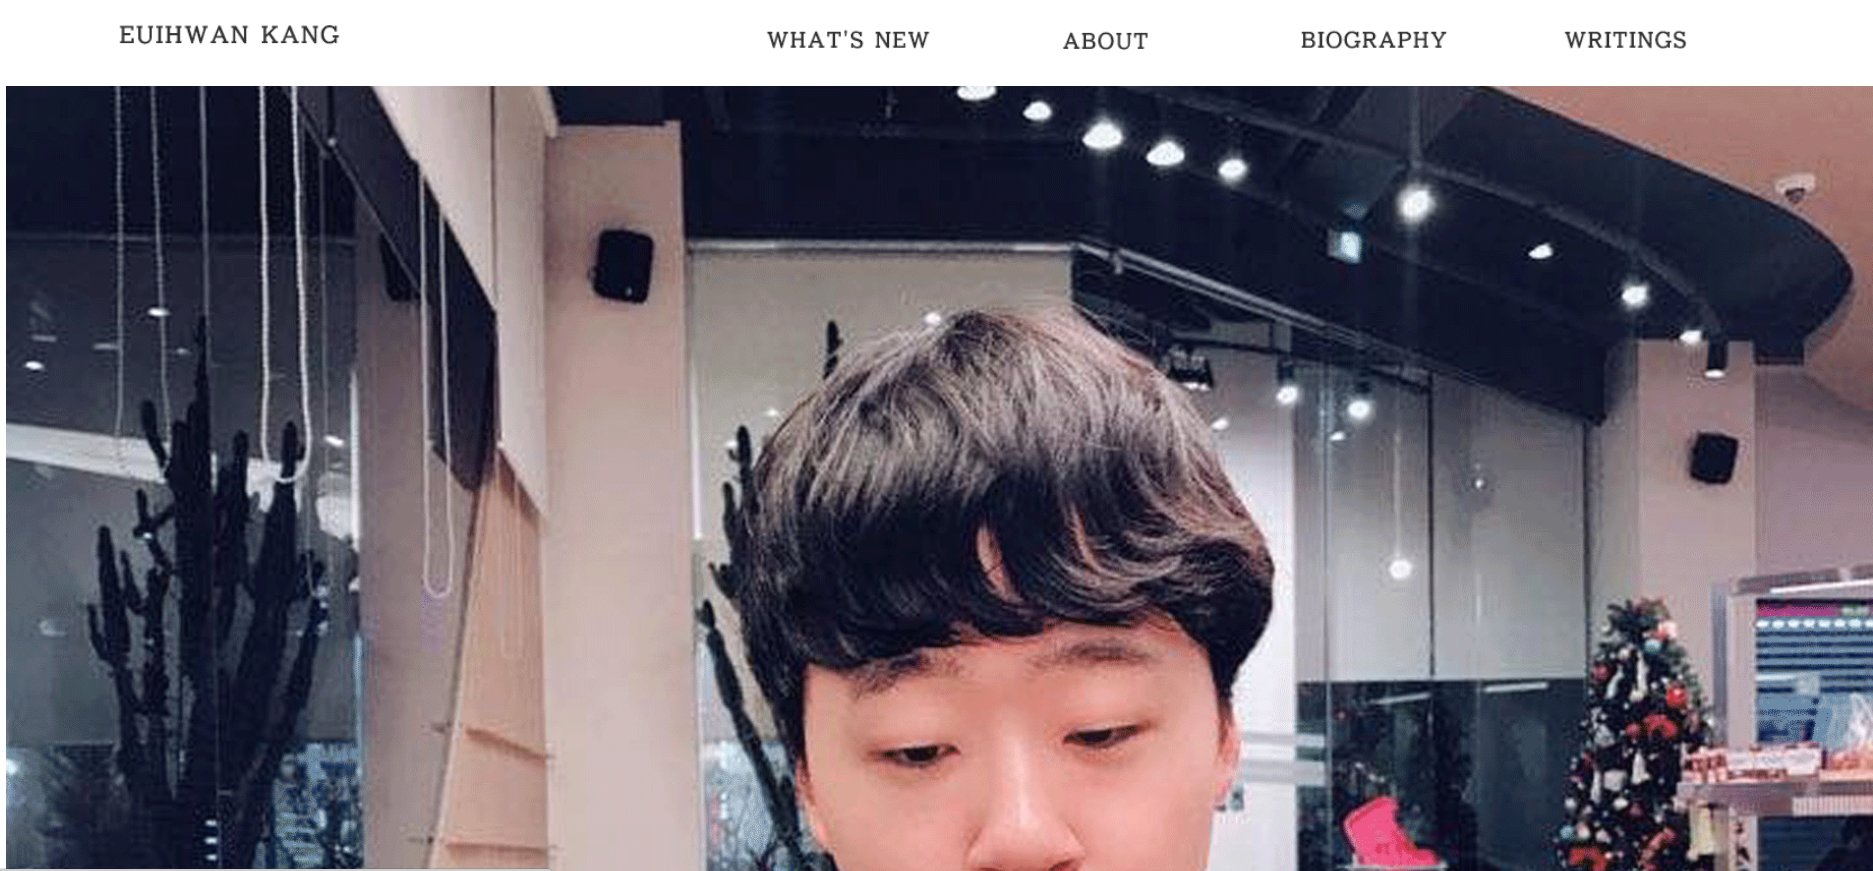 EUIHWAN KANG
WHAT'S NEW
ABOUT
BIOGRAPHY
WRITINGS